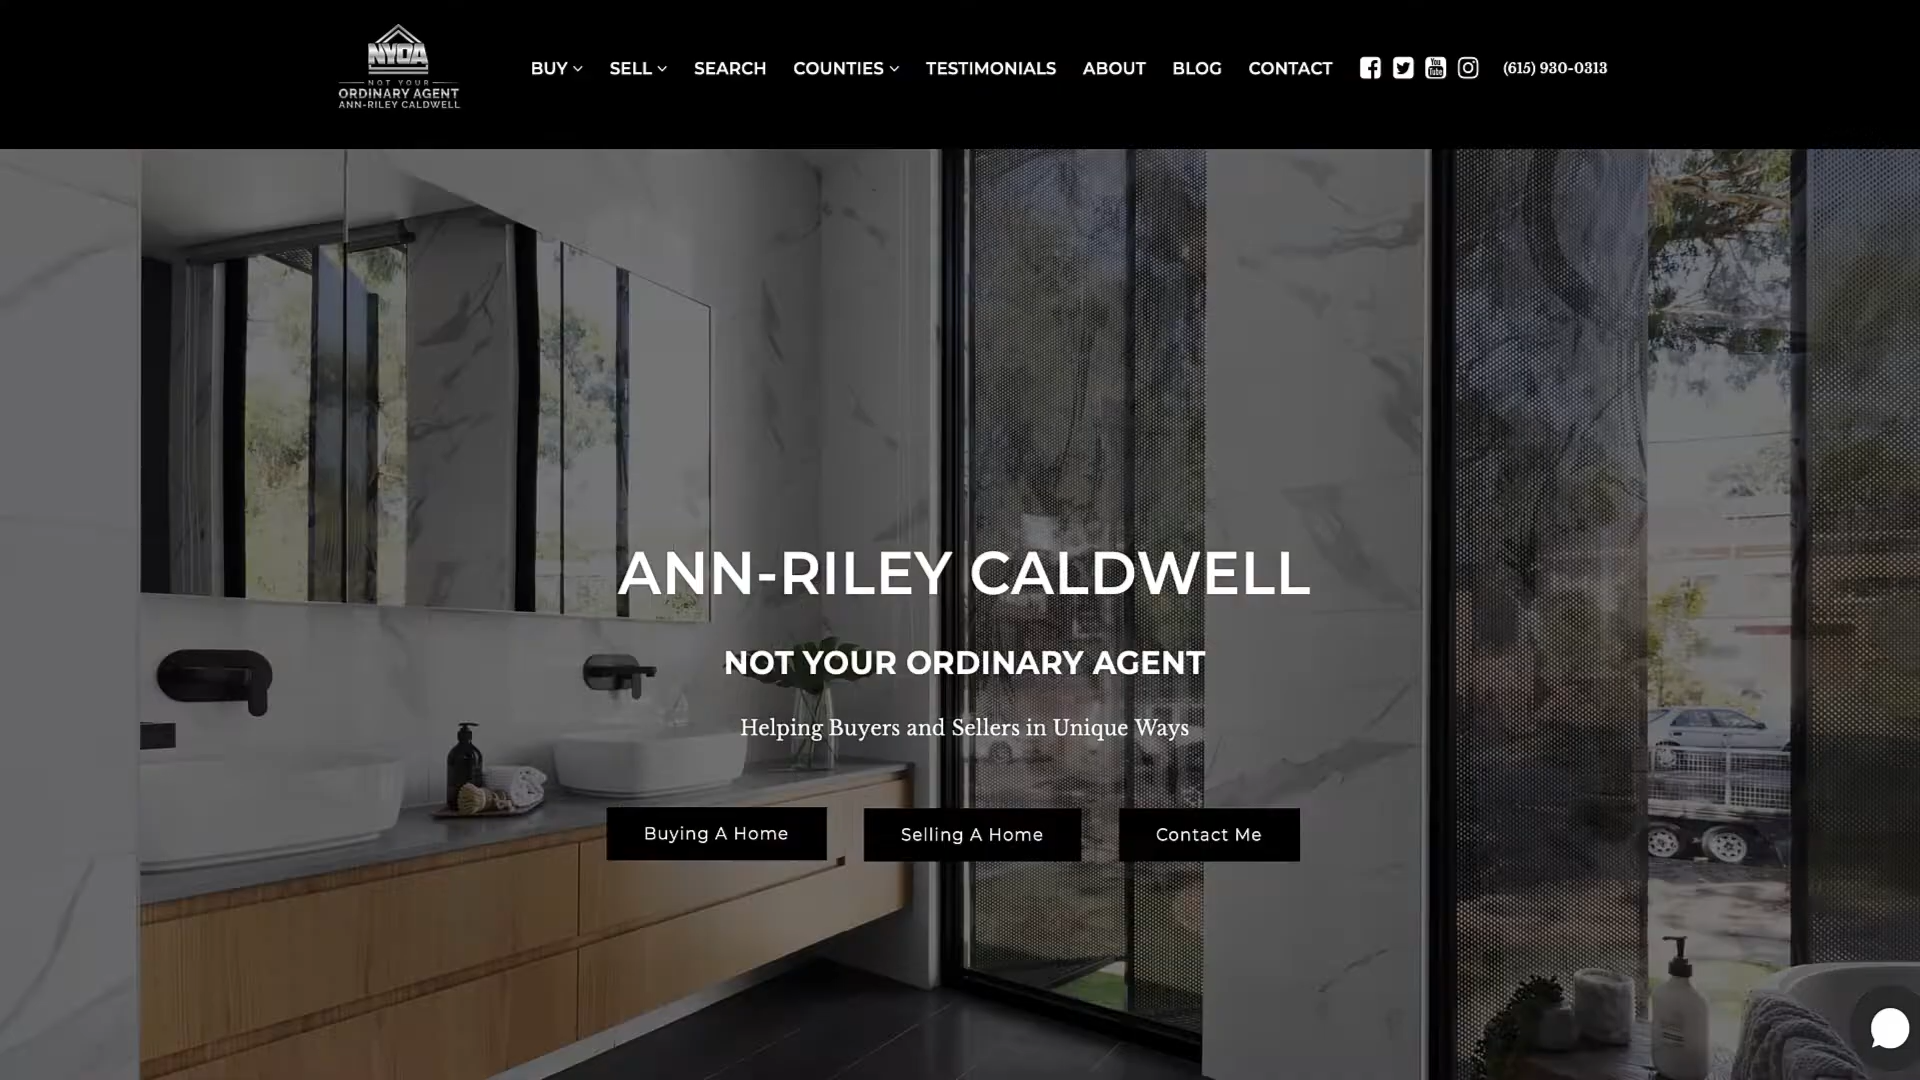 NYOA
NOT YOUR
ORDINARY AGENT
ANN-RILEY CALDWELL
BUY SELL SEARCH COUNTIES TESTIMONIALS ABOUT BLOG CONTACT You Tube (615) 930-0313
ANN-RILEY CALDWELL
NOT YOUR ORDINARY AGENT
Helping Buyers and Sellers in Unique Ways
Buying A Home Selling A Home Contact Me